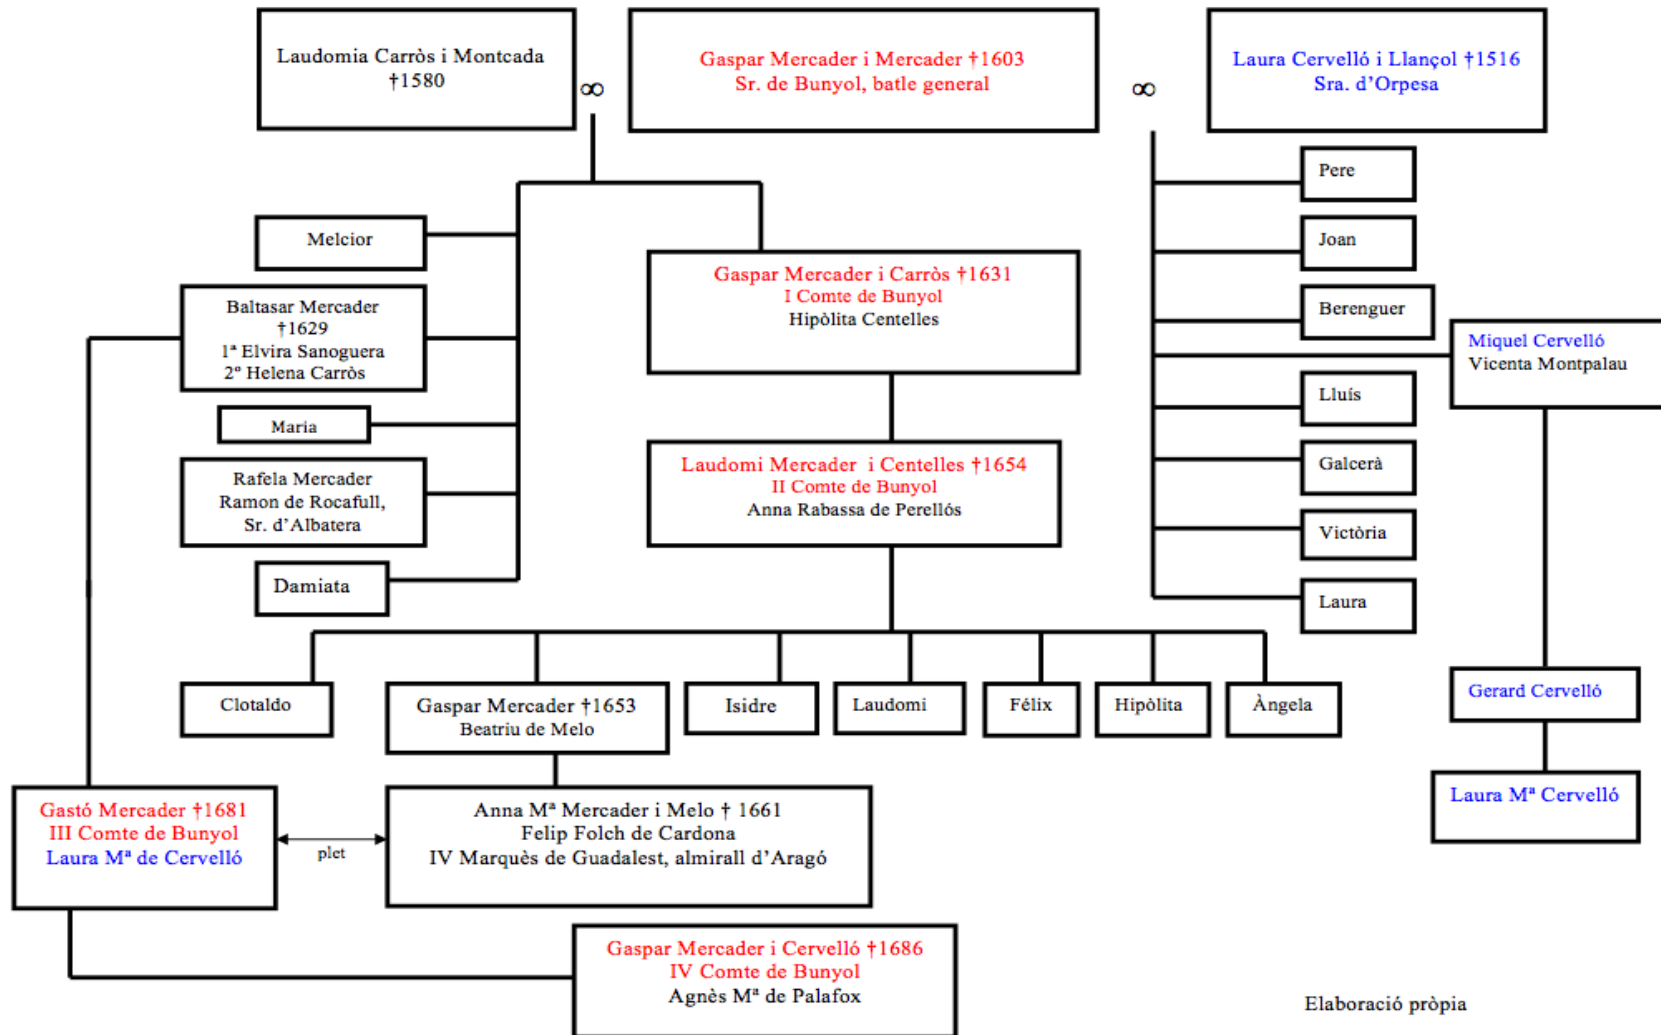 Laudomia Carròs i Montcada
†1580
∞
Gaspar Mercader i Mercader †1603
Sr. de Bunyol, batle general
∞
Laura Cervelló i Llançol †1516
Sra. d'Orpesa
Pere
Joan
Berenguer
Miquel Cervelló
Vicenta Montpalau
Lluís
Galcerà
Victòria
Laura
Melcior
Baltasar Mercader
†1629
1ª Elvira Sanoguera
2º Helena Carròs
Maria
Rafela Mercader
Ramon de Rocafull,
Sr. d'Albatera
Damiata
Gaspar Mercader i Carròs †1631
I Comte de Bunyol
Hipòlita Centelles
Laudomi Mercader i Centelles †1654
II Comte de Bunyol
Anna Rabassa de Perellós
Clotaldo
Gaspar Mercader †1653
Beatriu de Melo
Isidre
Laudomi
Félix
Hipòlita
Àngela
Gerard Cervelló
Laura Mª Cervelló
Gastó Mercader †1681
III Comte de Bunyol
Laura Mª de Cervelló
plet
Anna Mª Mercader i Melo † 1661
Felip Folch de Cardona
IV Marquès de Guadalest, almirall d'Aragó
Gaspar Mercader i Cervelló †1686
IV Comte de Bunyol
Agnès Mª de Palafox
Elaboració pròpia